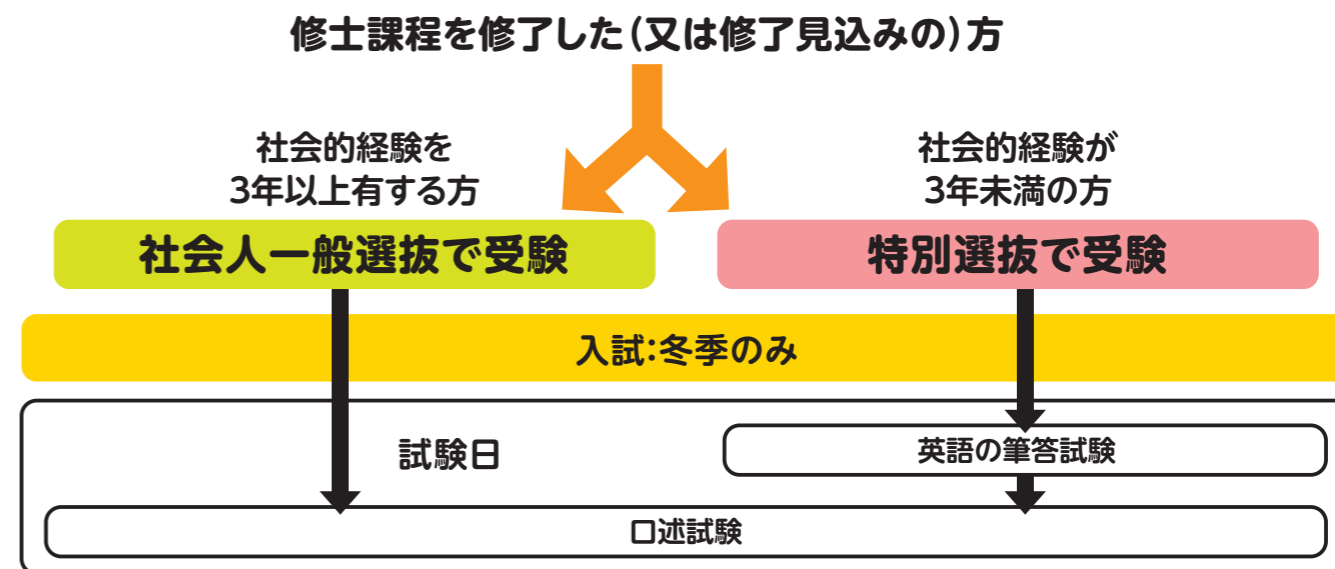 修士課程を修了した(又は修了見込みの)方
社会的経験を
3年以上有する方
社会的経験が
3年未満の方
社会人一般選抜で受験
特別選抜で受験
入試:冬季のみ
試験日
英語の筆答試験
口述試験